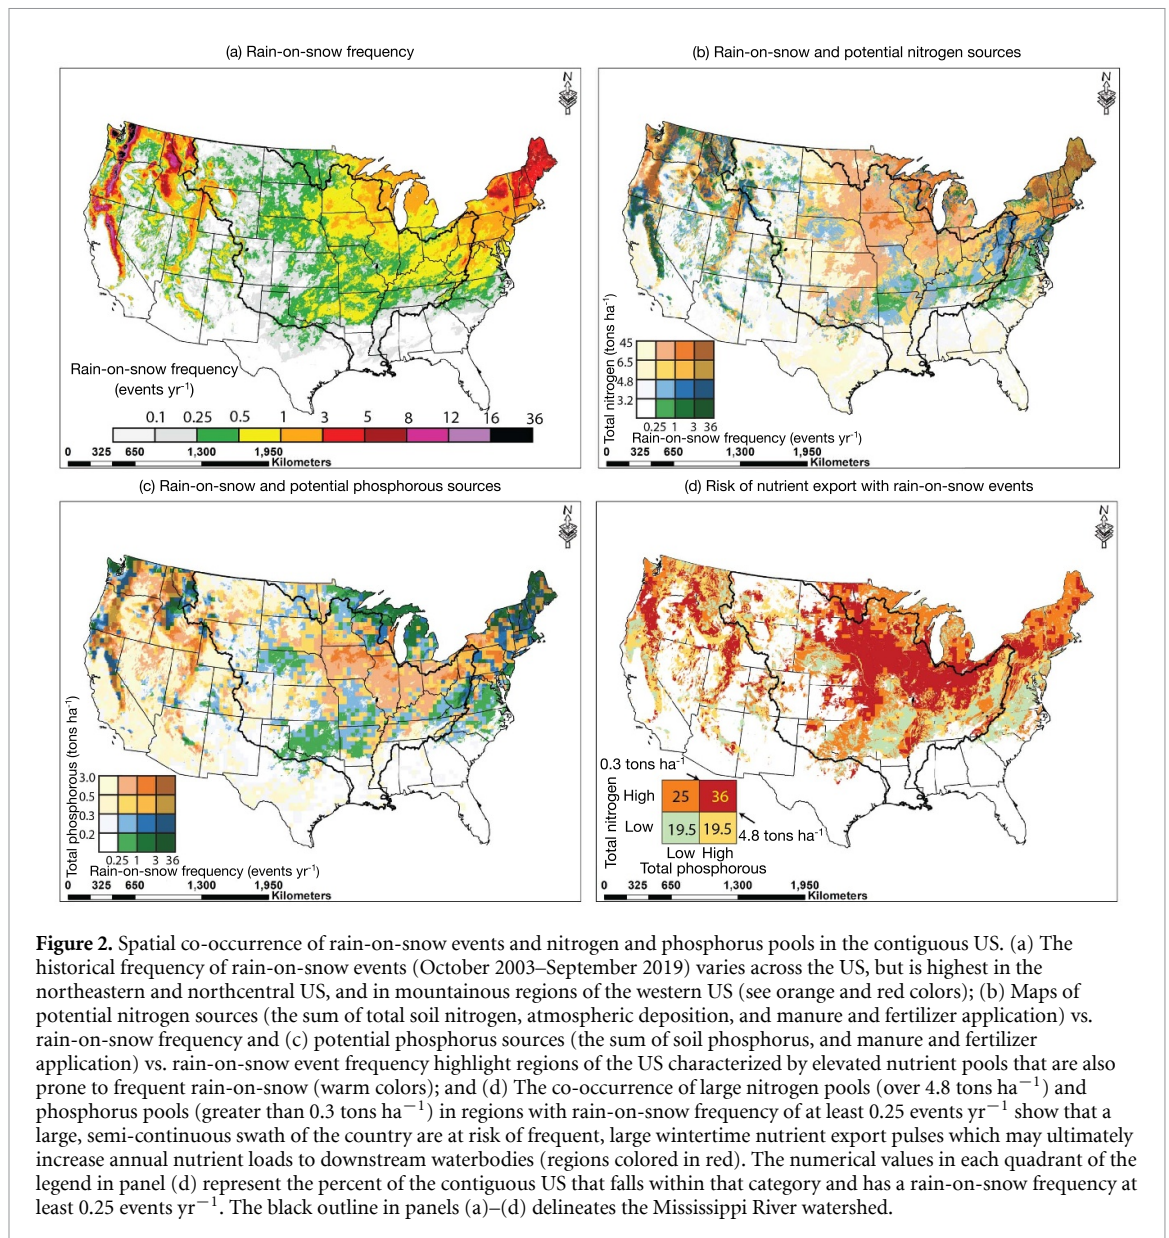 (a) Rain-on-snow frequency
N
Rain-on-snow frequency
(events yr-1)
0.1 0.25 0.5 1 3 5 8 12 16 36
0 325 650 1,300 1,950
Kilometers
(b) Rain-on-snow and potential nitrogen sources
N
Total nitrogen (tons ha-1)
45
6.5
4.8
3.2
0.25 1 3 36
Rain-on-snow frequency (events yr-1)
0 325 650 1,300 1,950
Kilometers
(c) Rain-on-snow and potential phosphorous sources
N
Total phosphorous (tons ha-1)
3.0
0.5
0.3
0.2
0.25 1 3 36
Rain-on-snow frequency (events yr-1)
0 325 650 1,300 1,950
Kilometers
(d) Risk of nutrient export with rain-on-snow events
N
0.3 tons ha-1
Total nitrogen
High 25 36
Low 19.5 19.5 4.8 tons ha-1
Low High
Total phosphorous
0 325 650 1,300 1,950
Kilometers
Figure 2. Spatial co-occurrence of rain-on-snow events and nitrogen and phosphorus pools in the contiguous US. (a) The
historical frequency of rain-on-snow events (October 2003–September 2019) varies across the US, but is highest in the
northeastern and northcentral US, and in mountainous regions of the western US (see orange and red colors); (b) Maps of
potential nitrogen sources (the sum of total soil nitrogen, atmospheric deposition, and manure and fertilizer application) vs.
rain-on-snow frequency and (c) potential phosphorus sources (the sum of soil phosphorus, and manure and fertilizer
application) vs. rain-on-snow event frequency highlight regions of the US characterized by elevated nutrient pools that are also
prone to frequent rain-on-snow (warm colors); and (d) The co-occurrence of large nitrogen pools (over 4.8 tons ha−1) and
phosphorus pools (greater than 0.3 tons ha−1) in regions with rain-on-snow frequency of at least 0.25 events yr−1 show that a
large, semi-continuous swath of the country are at risk of frequent, large wintertime nutrient export pulses which may ultimately
increase annual nutrient loads to downstream waterbodies (regions colored in red). The numerical values in each quadrant of the
legend in panel (d) represent the percent of the contiguous US that falls within that category and has a rain-on-snow frequency at
least 0.25 events yr−1. The black outline in panels (a)–(d) delineates the Mississippi River watershed.